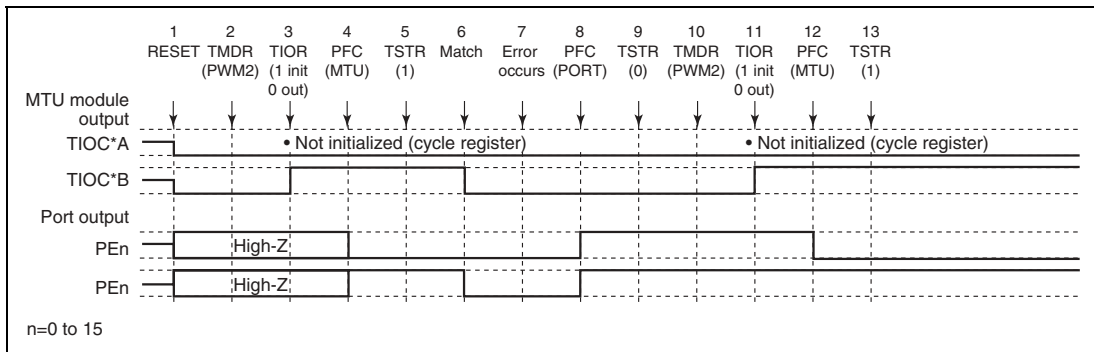 1 2 3 4 5 6 7 8 9 10 11 12 13
RESET TMDR TIOR PFC TSTR Match Error PFC TSTR TMDR TIOR PFC TSTR
(PWM2) (1 init (MTU) (1) occurs (PORT) (0) (PWM2) (1 init (MTU) (1)
0 out) 0 out)
MTU module
output
TIOC*A • Not initialized (cycle register) • Not initialized (cycle register)
TIOC*B
Port output
PEn High-Z
PEn High-Z
n=0 to 15